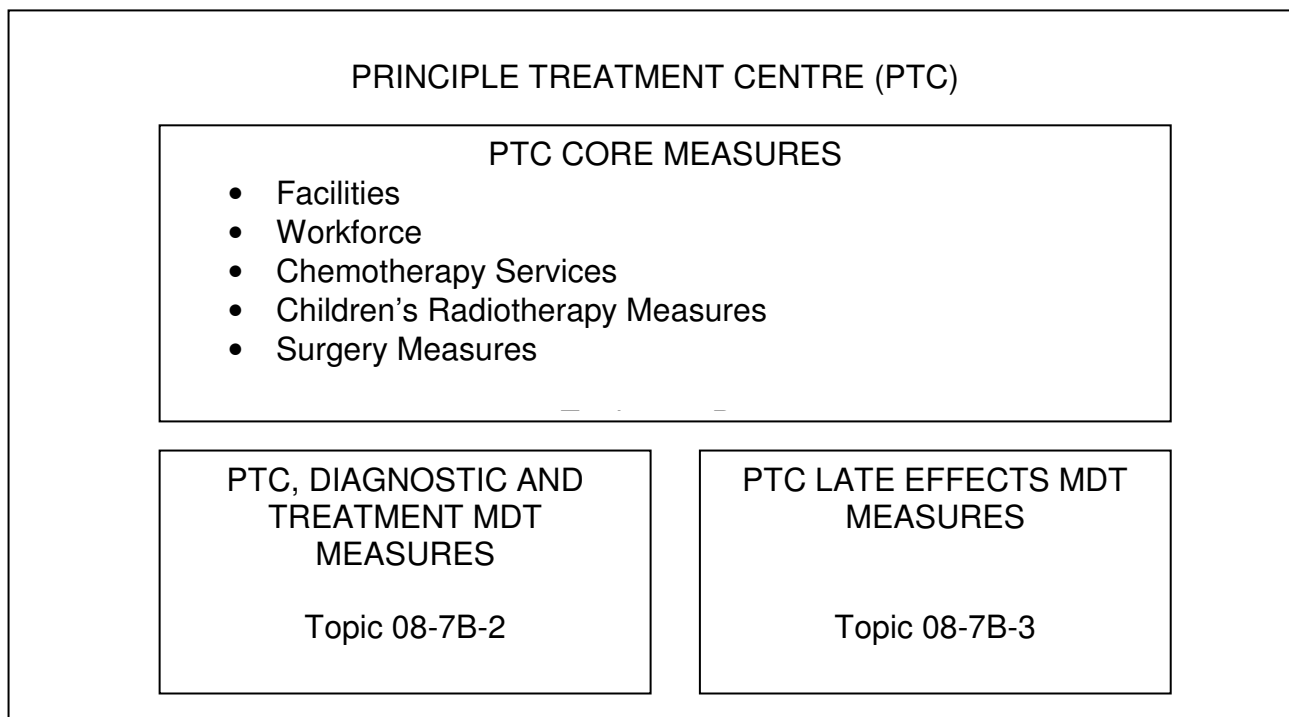 PRINCIPLE TREATMENT CENTRE (PTC)
PTC CORE MEASURES
• Facilities
• Workforce
• Chemotherapy Services
• Children's Radiotherapy Measures
• Surgery Measures
PTC, DIAGNOSTIC AND
TREATMENT MDT
MEASURES
Topic 08-7B-2
PTC LATE EFFECTS MDT
MEASURES
Topic 08-7B-3